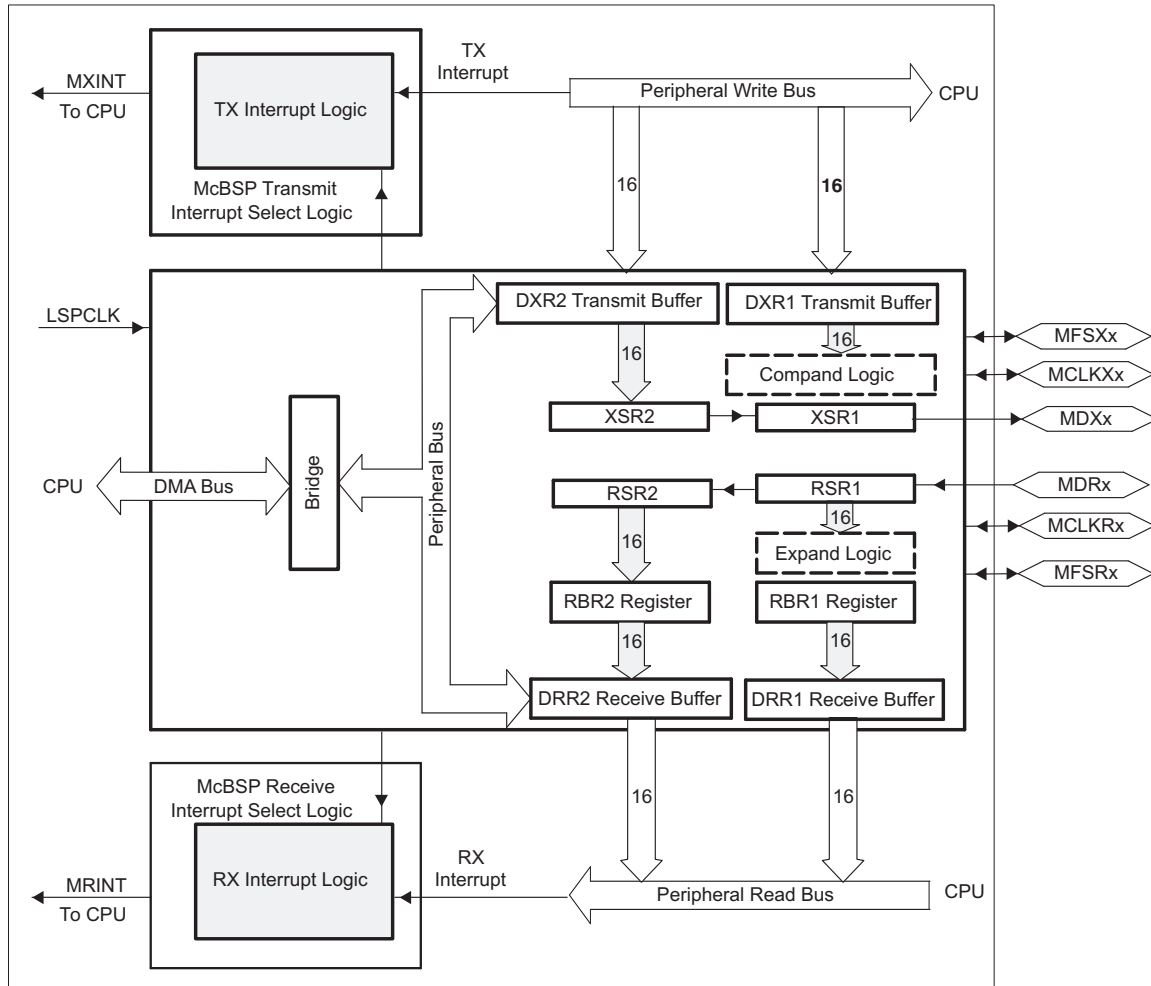 TX
Interrupt
MXINT
To CPU
TX Interrupt Logic
Peripheral Write Bus
CPU
McBSP Transmit
Interrupt Select Logic
16
16
DXR2 Transmit Buffer
DXR1 Transmit Buffer
LSPCLK
16
16
MFSXx
Compand Logic
MCLKXx
XSR2
XSR1
MDXx
CPU
DMA Bus
Bridge
Peripheral Bus
RSR2
RSR1
MDRx
16
16
MCLKRx
Expand Logic
MFSRx
RBR2 Register
RBR1 Register
16
16
DRR2 Receive Buffer
DRR1 Receive Buffer
McBSP Receive
Interrupt Select Logic
16
16
RX
Interrupt
MRINT
To CPU
RX Interrupt Logic
Peripheral Read Bus
CPU